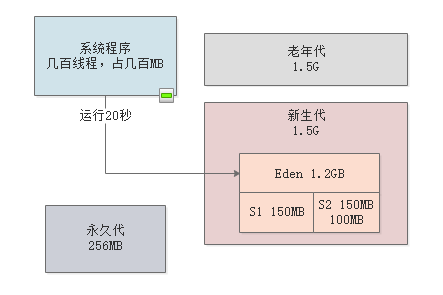 系统程序
几百线程，占几百MB
运行20秒
老年代
1.5G
新生代
1.5G
Eden 1.2GB
S1 150MB
S2 150MB
100MB
永久代
256MB